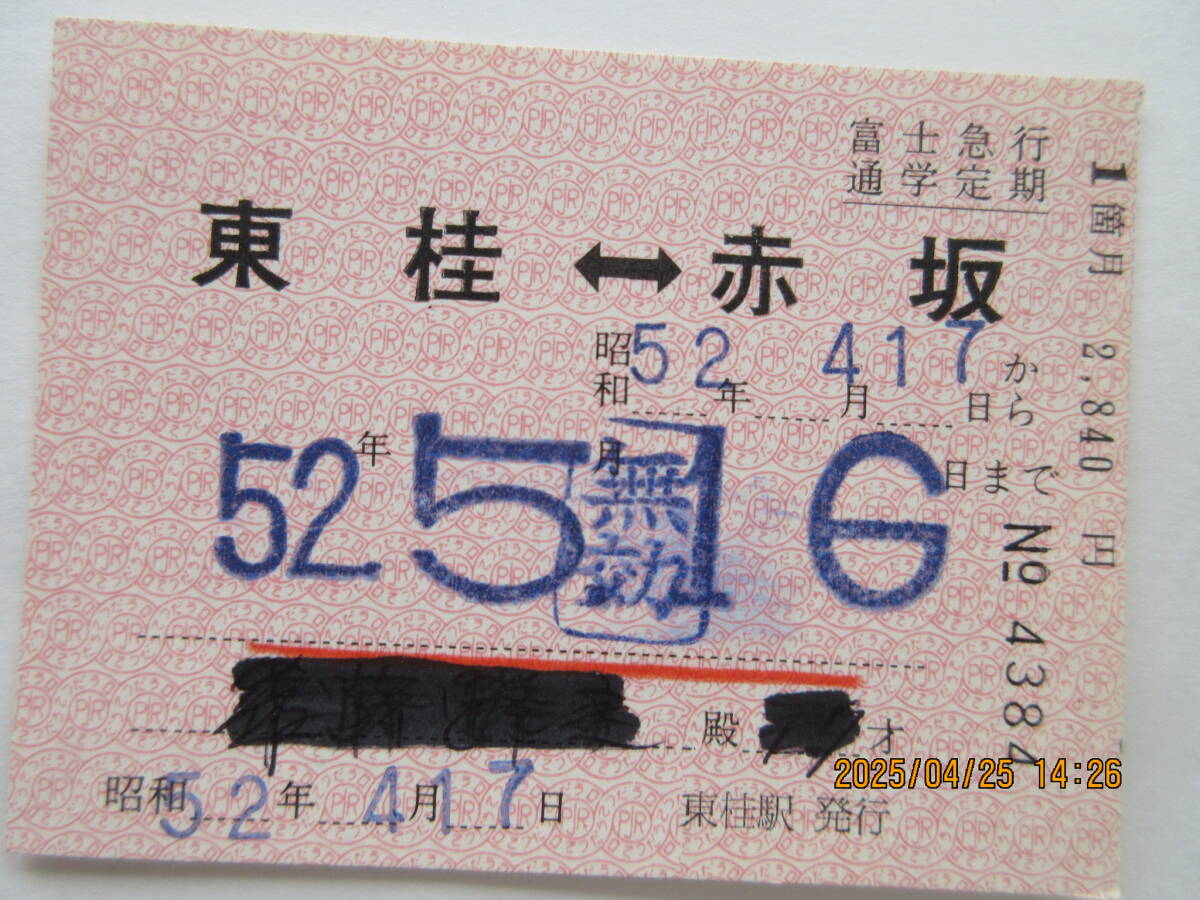 富士急行
通学定期
1箇月 2,840円
東桂↔赤坂
昭和52年4月17日から
52年5月16日まで
無効
No 4384
殿 才
昭和52年4月17日
東桂駅 発行
2025/04/25 14:26